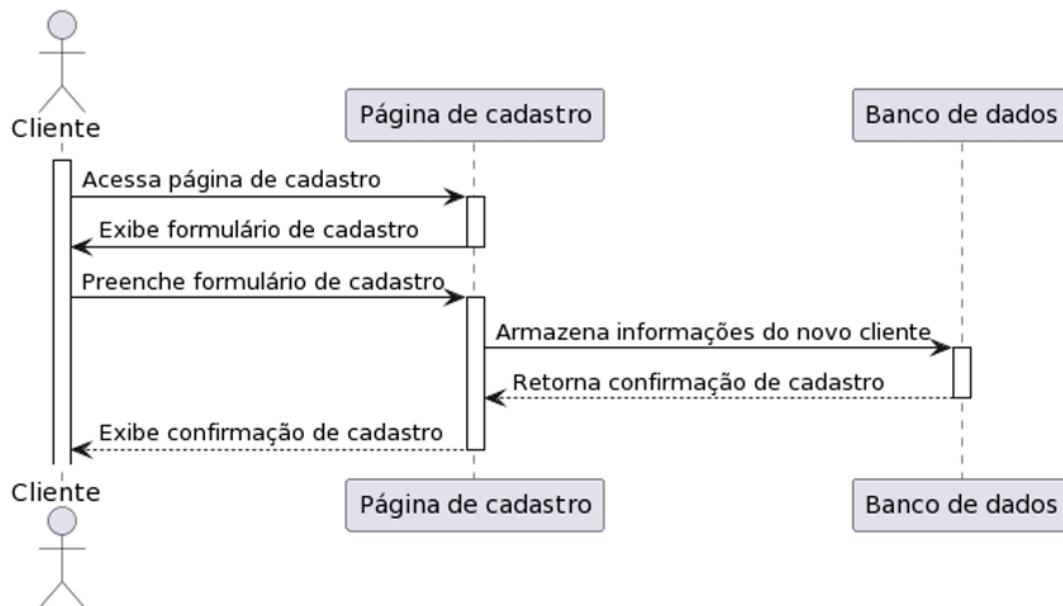 Cliente
Página de cadastro
Banco de dados
Acessa página de cadastro
Exibe formulário de cadastro
Preenche formulário de cadastro
Armazena informações do novo cliente
Retorna confirmação de cadastro
Exibe confirmação de cadastro
Cliente
Página de cadastro
Banco de dados